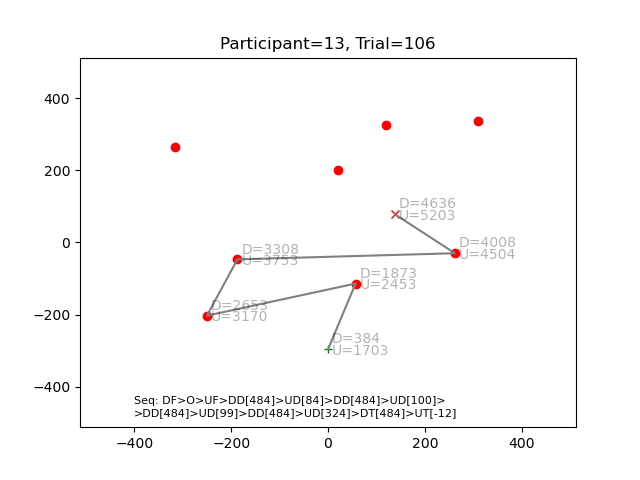 Participant=13, Trial=106
400
200
0
−200
−400
−400
−200
0
200
400
D=4636
U=5203
D=4008
U=4504
D=3308
U=3753
D=1873
U=2453
D=2653
U=3170
D=384
U=1703
Seq: DF>O>UF>DD[484]>UD[84]>DD[484]>UD[100]>
>DD[484]>UD[99]>DD[484]>UD[324]>DT[484]>UT[-12]